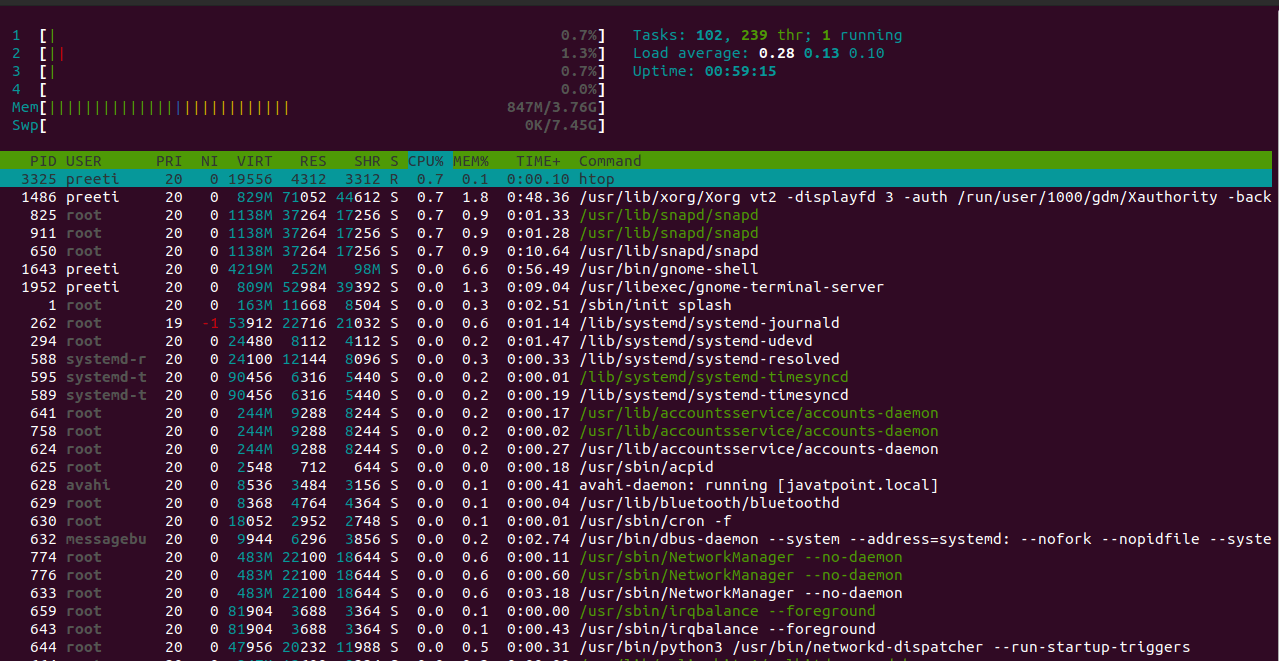 1 [| 0.7%] Tasks: 102, 239 thr; 1 running
2 [|| 1.3%] Load average: 0.28 0.13 0.10
3 [| 0.7%] Uptime: 00:59:15
4 [ 0.0%]
Mem[||||||||||||||||||||||||||| 847M/3.76G]
Swp[ 0K/7.45G]
PID USER PRI NI VIRT RES SHR S CPU% MEM% TIME+ Command
3325 preeti 20 0 19556 4312 3312 R 0.7 0.1 0:00.10 htop
1486 preeti 20 0 829M 71052 44612 S 0.7 1.8 0:48.36 /usr/lib/xorg/Xorg vt2 -displayfd 3 -auth /run/user/1000/gdm/Xauthority -back
825 root 20 0 1138M 37264 17256 S 0.7 0.9 0:01.33 /usr/lib/snapd/snapd
911 root 20 0 1138M 37264 17256 S 0.7 0.9 0:01.28 /usr/lib/snapd/snapd
650 root 20 0 1138M 37264 17256 S 0.7 0.9 0:10.64 /usr/lib/snapd/snapd
1643 preeti 20 0 4219M 252M 98M S 0.0 6.6 0:56.49 /usr/bin/gnome-shell
1952 preeti 20 0 809M 52984 39392 S 0.0 1.3 0:09.04 /usr/libexec/gnome-terminal-server
1 root 20 0 163M 11668 8504 S 0.0 0.3 0:02.51 /sbin/init splash
262 root 19 -1 53912 22716 21032 S 0.0 0.6 0:01.14 /lib/systemd/systemd-journald
294 root 20 0 24480 8112 4112 S 0.0 0.2 0:01.47 /lib/systemd/systemd-udevd
588 systemd-r 20 0 24100 12144 8096 S 0.0 0.3 0:00.33 /lib/systemd/systemd-resolved
595 systemd-t 20 0 90456 6316 5440 S 0.0 0.2 0:00.01 /lib/systemd/systemd-timesyncd
589 systemd-t 20 0 90456 6316 5440 S 0.0 0.2 0:00.19 /lib/systemd/systemd-timesyncd
641 root 20 0 244M 9288 8244 S 0.0 0.2 0:00.17 /usr/lib/accountsservice/accounts-daemon
758 root 20 0 244M 9288 8244 S 0.0 0.2 0:00.02 /usr/lib/accountsservice/accounts-daemon
624 root 20 0 244M 9288 8244 S 0.0 0.2 0:00.27 /usr/lib/accountsservice/accounts-daemon
625 root 20 0 2548 712 644 S 0.0 0.0 0:00.18 /usr/sbin/acpid
628 avahi 20 0 8536 3484 3156 S 0.0 0.1 0:00.41 avahi-daemon: running [javatpoint.local]
629 root 20 0 8368 4764 4364 S 0.0 0.1 0:00.04 /usr/lib/bluetooth/bluetoothd
630 root 20 0 18052 2952 2748 S 0.0 0.1 0:00.01 /usr/sbin/cron -f
632 messagebu 20 0 9944 6296 3856 S 0.0 0.2 0:02.74 /usr/bin/dbus-daemon --system --address=systemd: --nofork --nopidfile --syste
774 root 20 0 483M 22100 18644 S 0.0 0.6 0:00.11 /usr/sbin/NetworkManager --no-daemon
776 root 20 0 483M 22100 18644 S 0.0 0.6 0:00.60 /usr/sbin/NetworkManager --no-daemon
633 root 20 0 483M 22100 18644 S 0.0 0.6 0:03.18 /usr/sbin/NetworkManager --no-daemon
659 root 20 0 81904 3688 3364 S 0.0 0.1 0:00.00 /usr/sbin/irqbalance --foreground
643 root 20 0 81904 3688 3364 S 0.0 0.1 0:00.43 /usr/sbin/irqbalance --foreground
644 root 20 0 47956 20232 11988 S 0.0 0.5 0:00.31 /usr/bin/python3 /usr/bin/networkd-dispatcher --run-startup-triggers